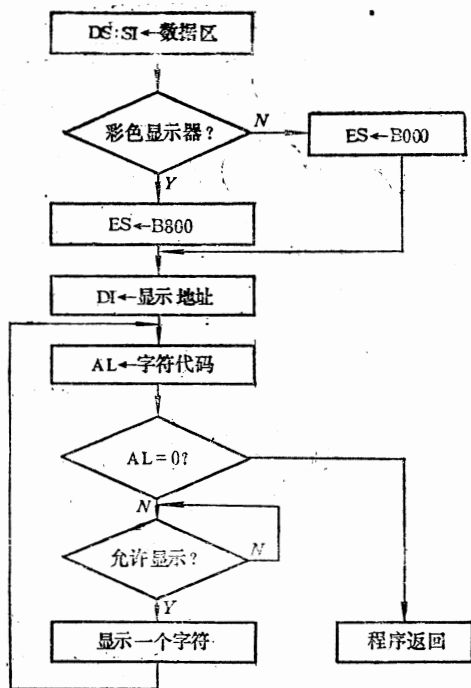 DS:SI←数据区
彩色显示器?
N
ES←B000
Y
ES←B800
DI←显示地址
AL←字符代码
AL=0?
N
允许显示?
N
Y
显示一个字符
程序返回